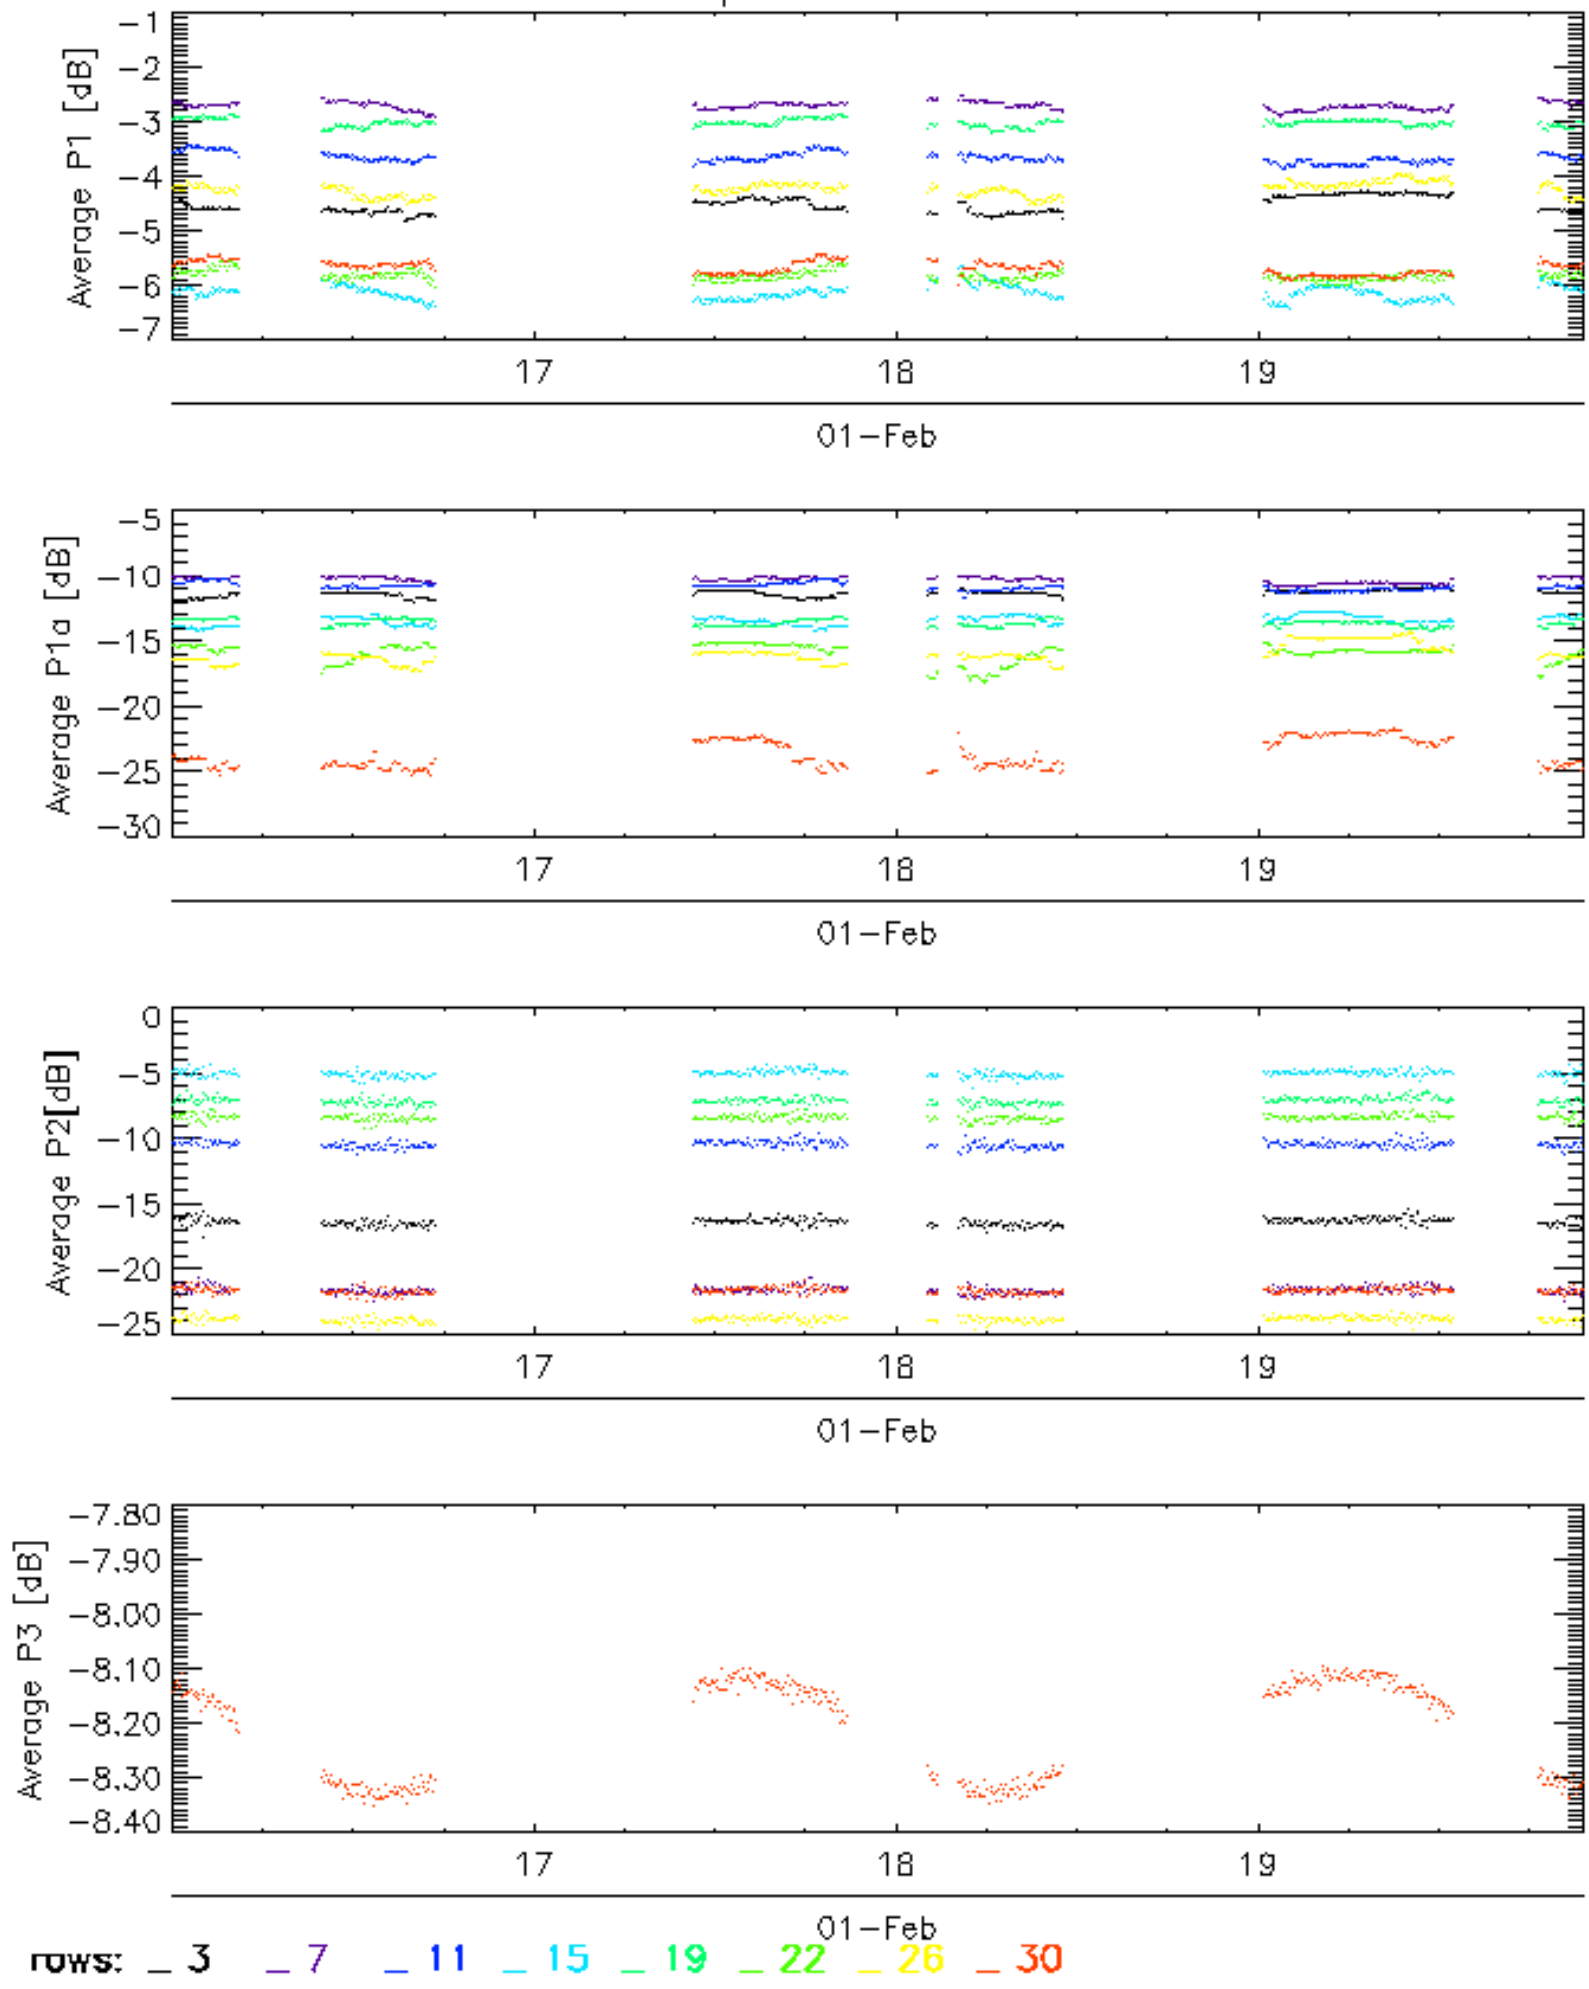 Average P1 [dB]
-1
-2
-3
-4
-5
-6
-7
17 18 19
01-Feb
Average P1a [dB]
-5
-10
-15
-20
-25
-30
17 18 19
01-Feb
Average P2[dB]
0
-5
-10
-15
-20
-25
17 18 19
01-Feb
Average P3 [dB]
-7.80
-7.90
-8.00
-8.10
-8.20
-8.30
-8.40
17 18 19
01-Feb
rows: _ 3 _ 7 _ 11 _ 15 _ 19 _ 22 _ 26 _ 30